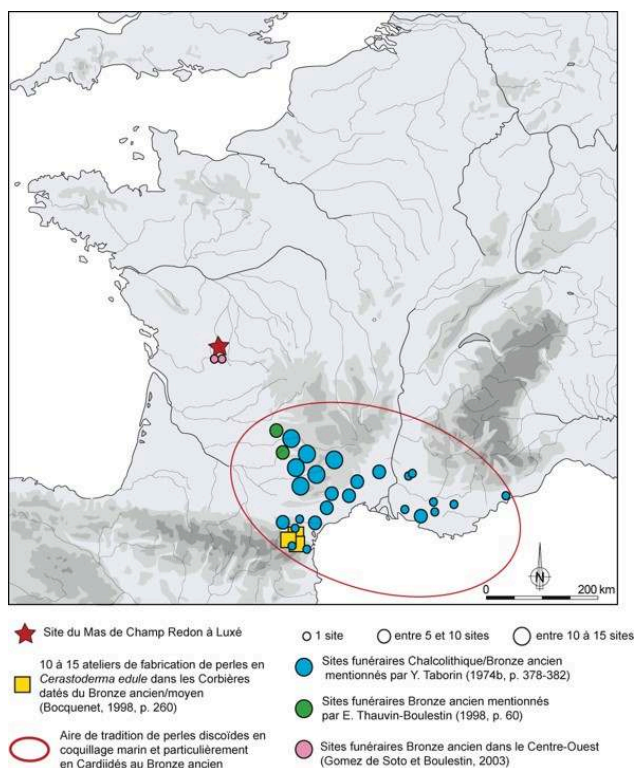 N
0 200 km
Site du Mas de Champ Redon à Luxé
10 à 15 ateliers de fabrication de perles en
Cerastoderma edule dans les Corbières
datés du Bronze ancien/moyen
(Bocquenet, 1998, p. 260)
Aire de tradition de perles discoïdes en
coquillage marin et particulièrement
en Cardiidés au Bronze ancien
1 site
entre 5 et 10 sites
entre 10 à 15 sites
Sites funéraires Chalcolithique/Bronze ancien
mentionnés par Y. Taborin (1974b, p. 378-382)
Sites funéraires Bronze ancien mentionnés
par E. Thauvin-Boulestin (1998, p. 60)
Sites funéraires Bronze ancien dans le Centre-Ouest
(Gomez de Soto et Boulestin, 2003)